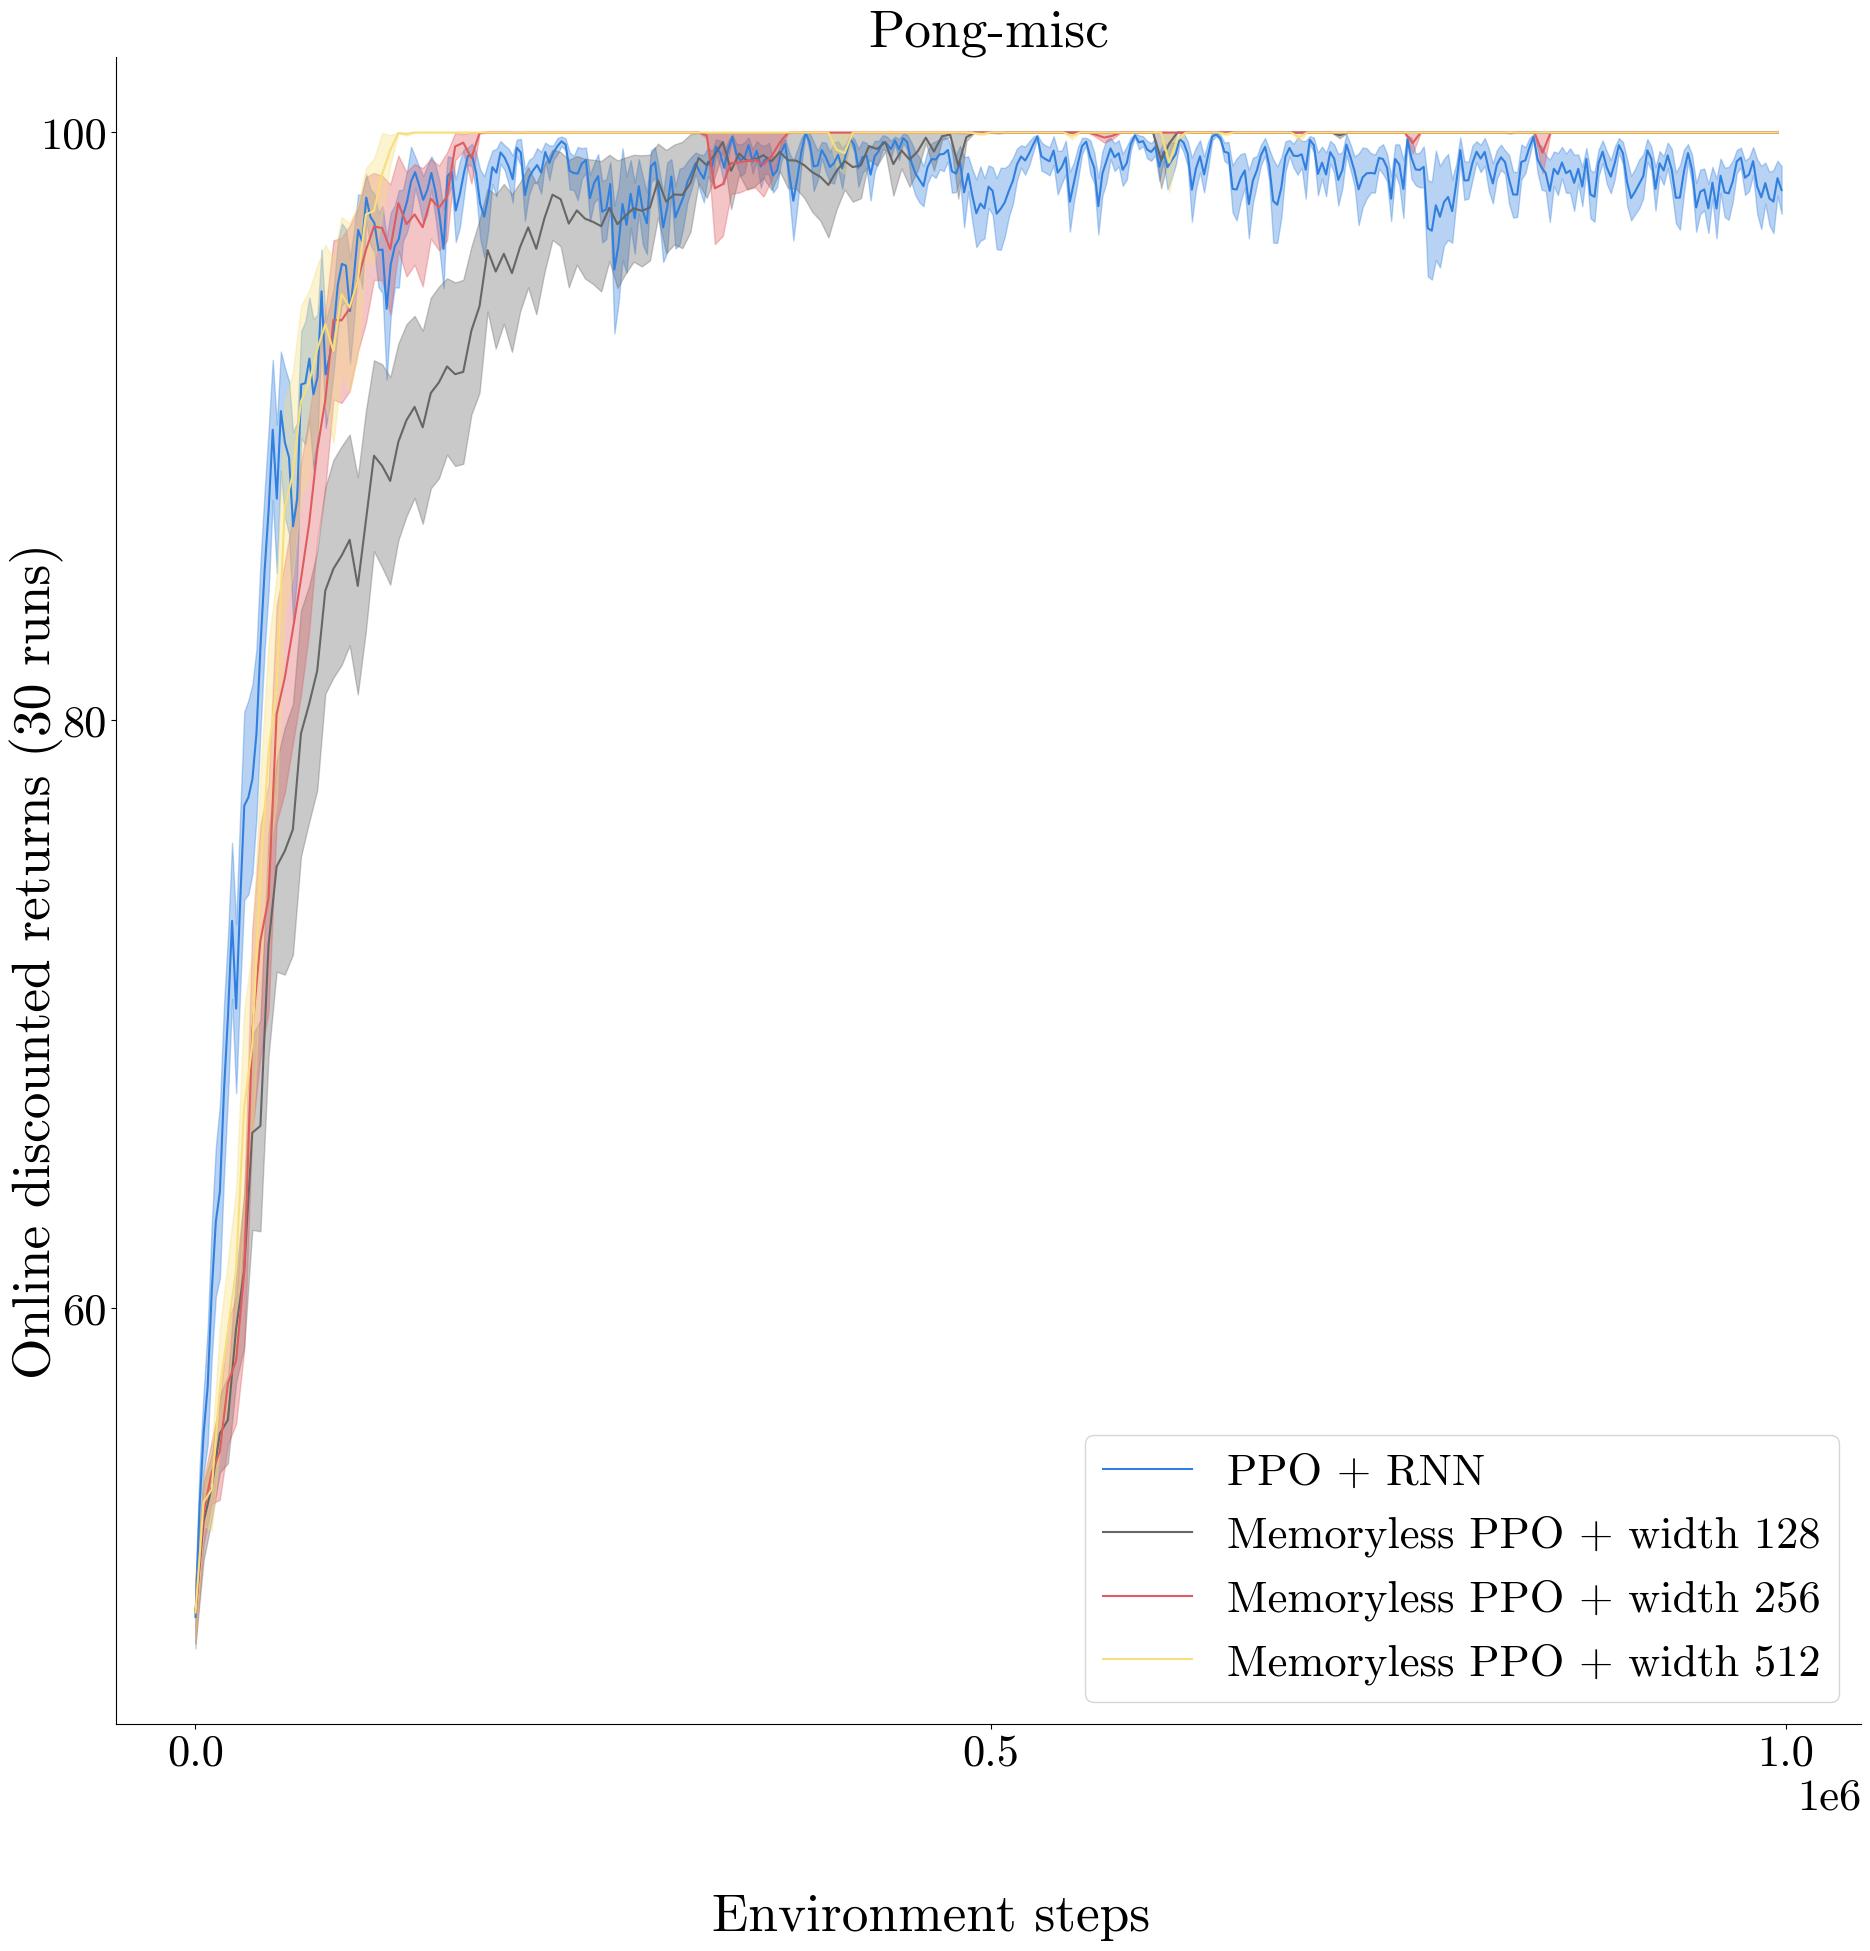 Pong-misc
Online discounted returns (30 runs)
100
80
60
PPO + RNN
Memoryless PPO + width 128
Memoryless PPO + width 256
Memoryless PPO + width 512
0.0 0.5 1.0
1e6
Environment steps